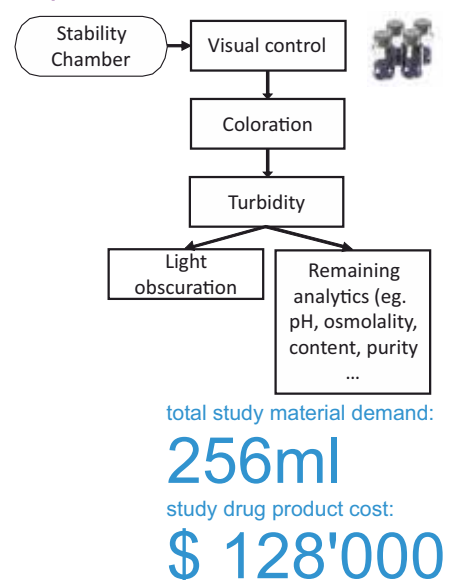 Stability
Chamber
Visual control
Coloration
Turbidity
Light
obscuration
Remaining
analytics (eg.
pH, osmolality,
content, purity
...
total study material demand:
256ml
study drug product cost:
$ 128'000